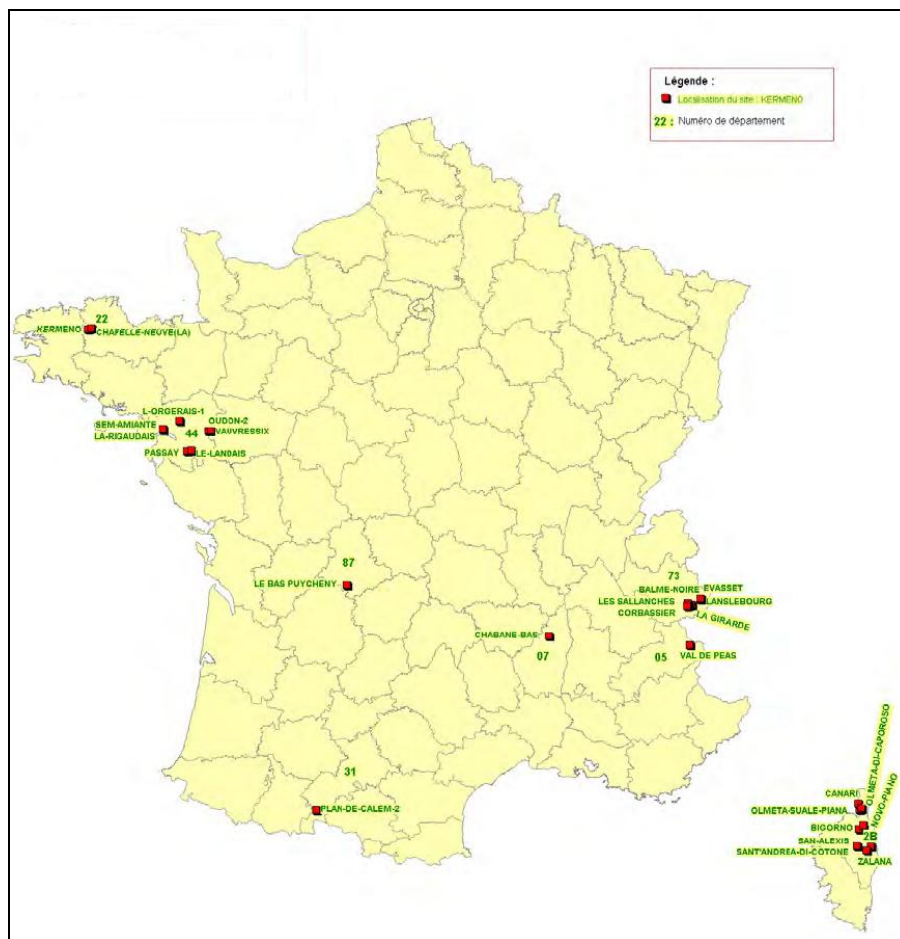 Légende :
Localisation du site : KERMENO
22 : Numéro de département
22
KERMENO
CHAPELLE-NEUVE(LA)
L-ORGERAIS-1
SEM-AMIANTE
OUDON-2
LA-RIGAUDAIS
44
VAUVRESSIX
PASSAY
LE-LANDAIS
87
LE BAS PUYCHENY
73
BALME-NOIRE
EVASSET
LES SALLANCHES
LANSLEBOURG
CORBASSIER
LA GIRARDE
CHABANE-BAS
07
05
VAL DE PEAS
31
PLAN-DE-CALEM-2
OLMETA-DI-CAPOROSO
NOVO-PIANO
CANARI
OLMETA-SUALE-PIANA
BIGORNO
2B
SAN-ALEXIS
SANT'ANDREA-DI-COTONE
ZALANA